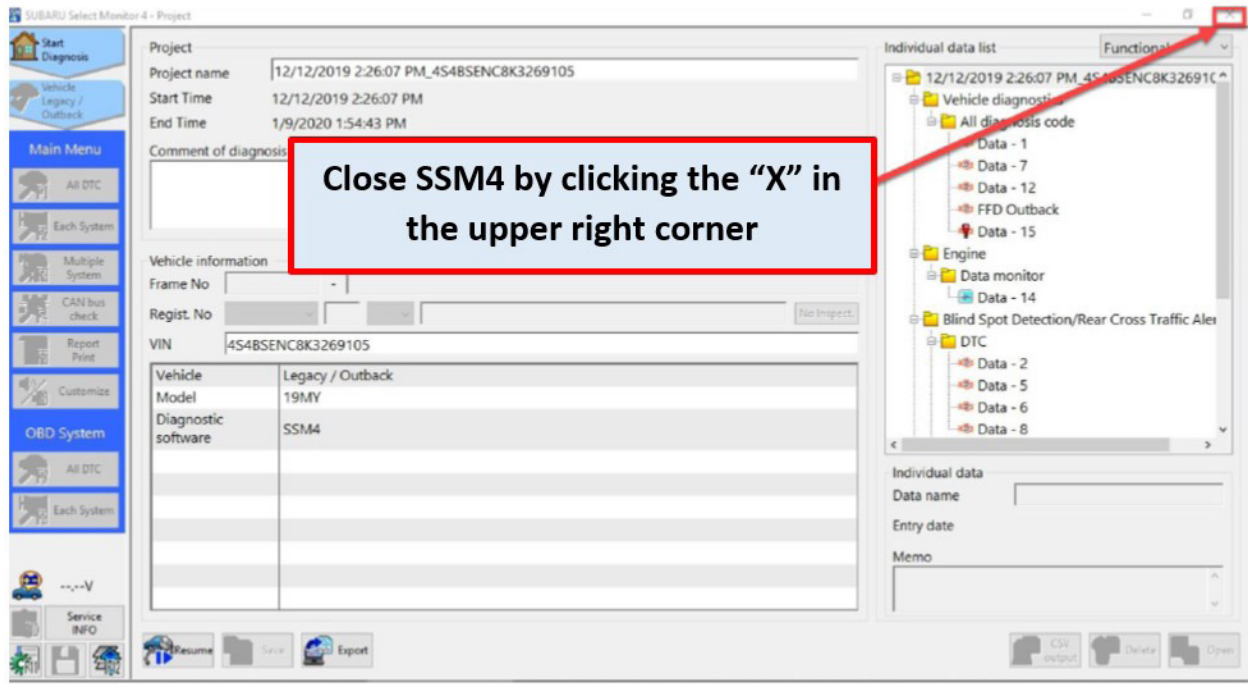 SUBARU Select Monitor 4 - Project
Start
Diagnosis
Vehicle
Legacy /
Outback
Main Menu
All DTC
Each System
Multiple
System
CAN bus
check
Report
Print
Customize
OBD System
All DTC
Each System
--.--V
Service
INFO
Project
Project name 12/12/2019 2:26:07 PM_4S4BSENC8K3269105
Start Time 12/12/2019 2:26:07 PM
End Time 1/9/2020 1:54:43 PM
Comment of diagnosis
Close SSM4 by clicking the “X” in
the upper right corner
Vehicle information
Frame No -
Regist. No No Inspect.
VIN 4S4BSENC8K3269105
Vehicle Legacy / Outback
Model 19MY
Diagnostic
software SSM4
Resume Save Export
Individual data list Functional
12/12/2019 2:26:07 PM_4S4BSENC8K326910
Vehicle diagnostics
All diagnosis code
Data - 1
Data - 7
Data - 12
FFD Outback
Data - 15
Engine
Data monitor
Data - 14
Blind Spot Detection/Rear Cross Traffic Aler
DTC
Data - 2
Data - 5
Data - 6
Data - 8
Individual data
Data name
Entry date
Memo
CSV
output
Delete
Open